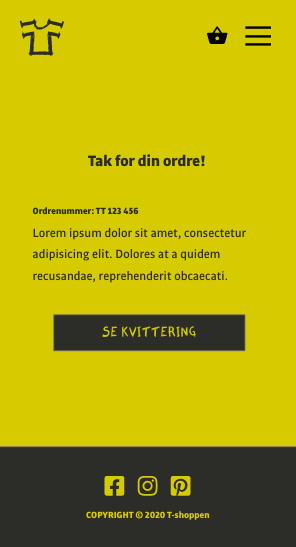 Tak for din ordre!
Ordrenummer: TT 123 456
Lorem ipsum dolor sit amet, consectetur
adipisicing elit. Dolores at a quidem
recusandae, reprehenderit obcaecati.
SE KVITTERING
COPYRIGHT © 2020 T-shoppen